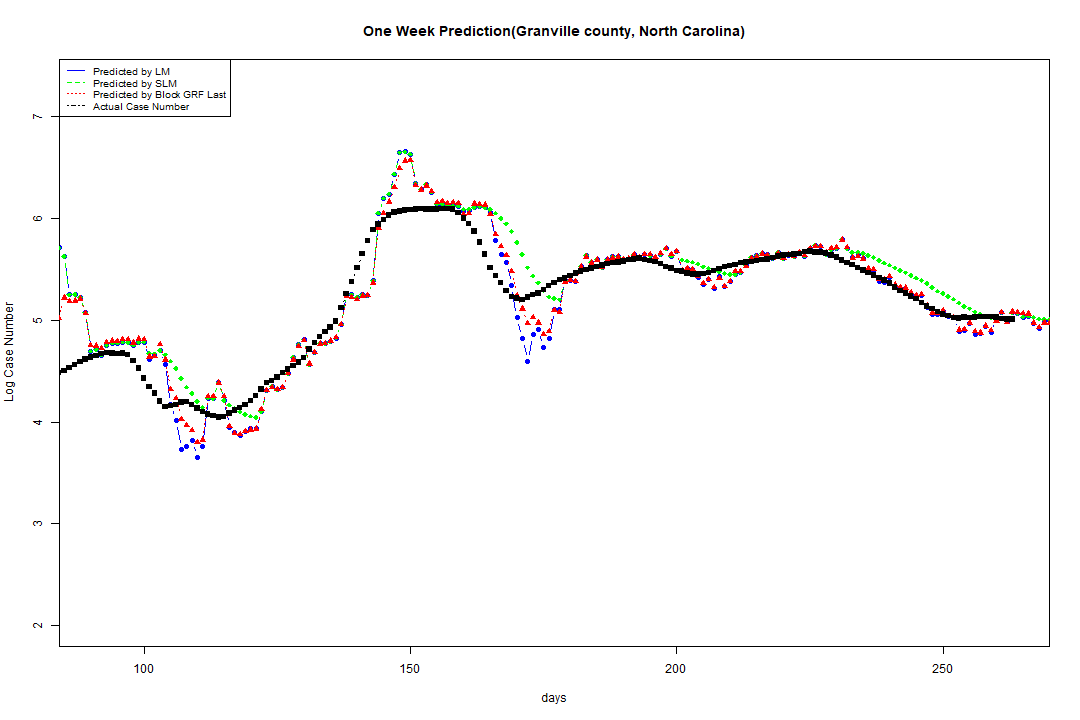 One Week Prediction(Granville county, North Carolina)
Predicted by LM
Predicted by SLM
Predicted by Block GRF Last
Actual Case Number
7
6
5
4
3
2
Log Case Number
100 150 200 250
days